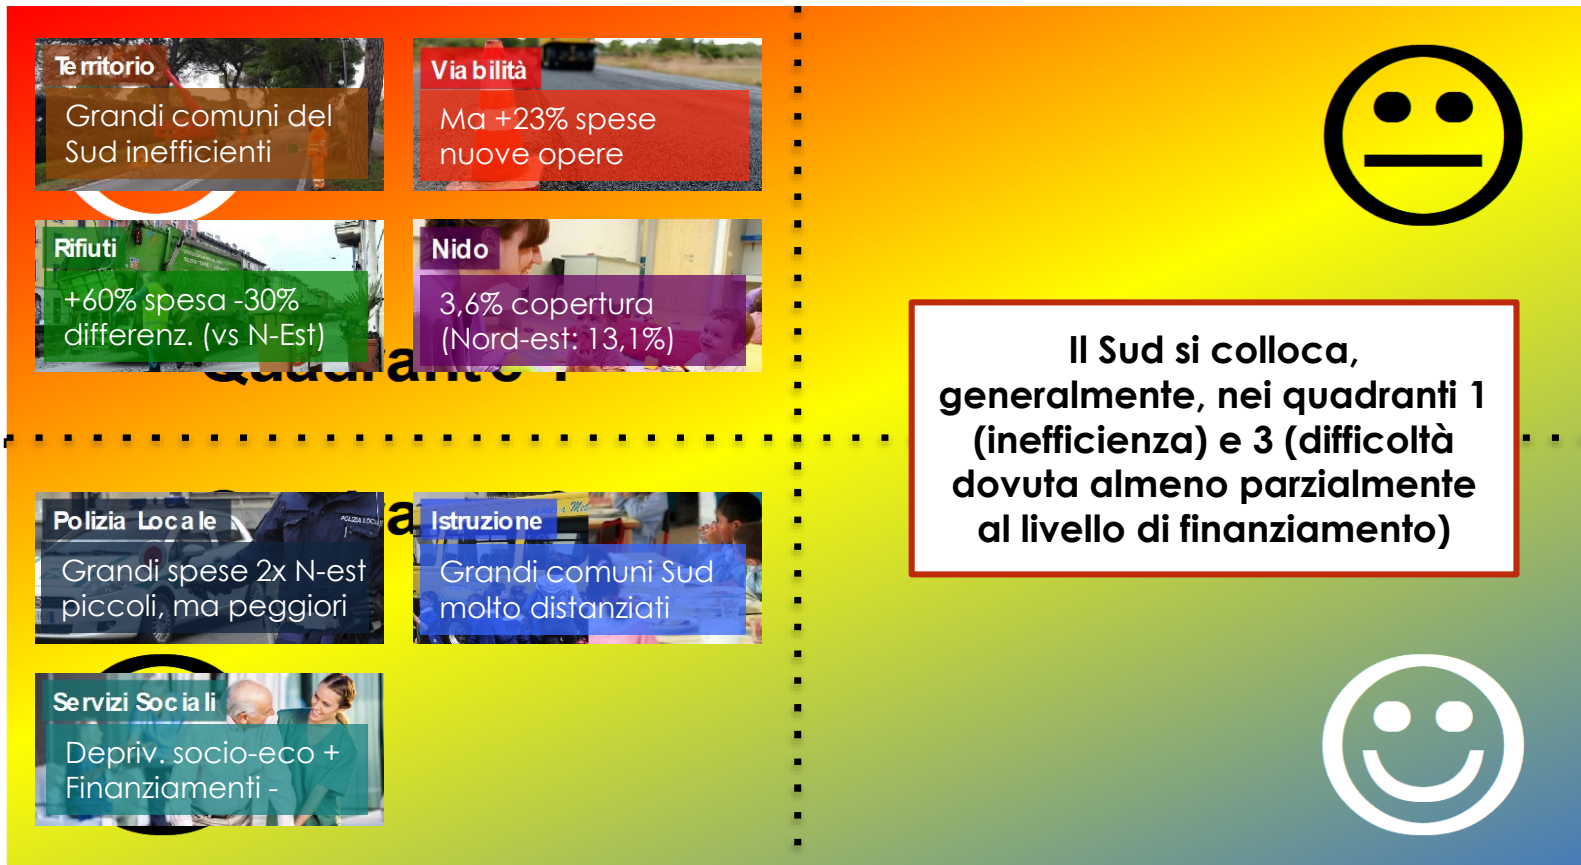 Territorio
Grandi comuni del
Sud inefficienti
Viabilità
Ma +23% spese
nuove opere
Rifiuti
+60% spesa -30%
differenz. (vs N-Est)
Nido
3,6% copertura
(Nord-est: 13,1%)
Il Sud si colloca,
generalmente, nei quadranti 1
(inefficienza) e 3 (difficoltà
dovuta almeno parzialmente
al livello di finanziamento)
Polizia Locale
Grandi spese 2x N-est
piccoli, ma peggiori
Istruzione
Grandi comuni Sud
molto distanziati
Servizi Sociali
Depriv. socio-eco +
Finanziamenti -